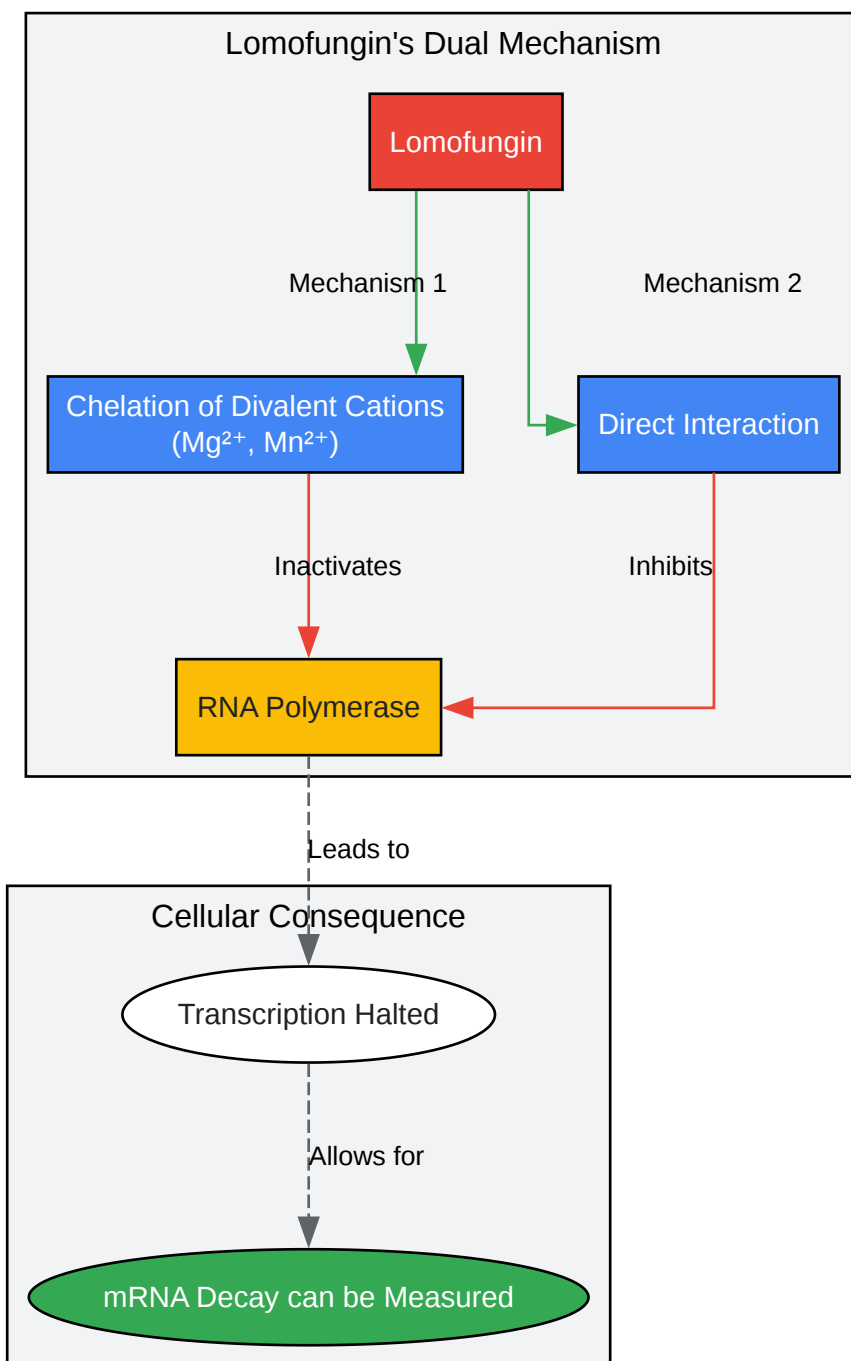 Lomofungin's Dual Mechanism
Lomofungin
Mechanism 1
Mechanism 2
Chelation of Divalent Cations
(Mg²⁺, Mn²⁺)
Direct Interaction
Inactivates
Inhibits
RNA Polymerase
Leads to
Cellular Consequence
Transcription Halted
Allows for
mRNA Decay can be Measured